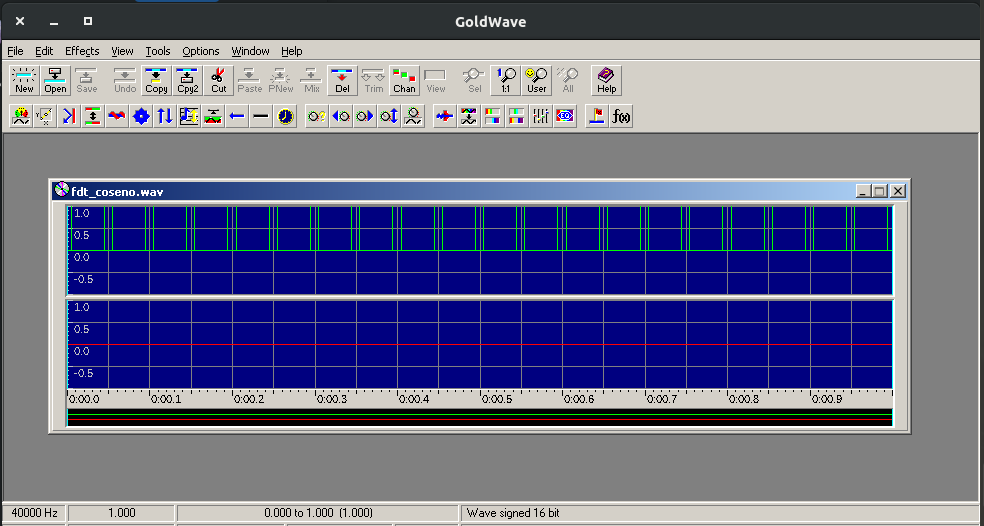 GoldWave
File Edit Effects View Tools Options Window Help
New Open Save Undo Copy Cpy2 Cut Paste PNew Mix Del Trim Chan View Sel 1:1 User All Help
f(x)
fdt_coseno.wav
1.0
0.5
0.0
-0.5
1.0
0.5
0.0
-0.5
0:00.0 0:00.1 0:00.2 0:00.3 0:00.4 0:00.5 0:00.6 0:00.7 0:00.8 0:00.9
40000 Hz 1.000 0.000 to 1.000 (1.000) Wave signed 16 bit